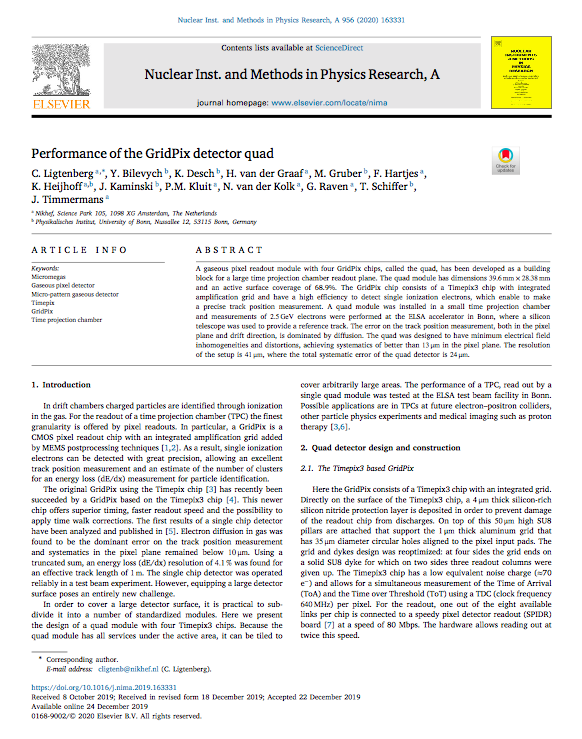 Nuclear Inst. and Methods in Physics Research, A 956 (2020) 163331
Contents lists available at ScienceDirect
Nuclear Inst. and Methods in Physics Research, A
journal homepage: www.elsevier.com/locate/nima
ELSEVIER
NUCLEAR
INSTRUMENTS
& METHODS
IN
PHYSICS
RESEARCH
Performance of the GridPix detector quad
Check for
updates
C. Ligtenberg a,*, Y. Bilevych b, K. Desch b, H. van der Graaf a, M. Gruber b, F. Hartjes a,
K. Heijhoff a,b, J. Kaminski b, P.M. Kluit a, N. van der Kolk a, G. Raven a, T. Schiffer b,
J. Timmermans a
a Nikhef, Science Park 105, 1098 XG Amsterdam, The Netherlands
b Physikalisches Institut, University of Bonn, Nussallee 12, 53115 Bonn, Germany
ARTICLE INFO
Keywords:
Micromegas
Gaseous pixel detector
Micro-pattern gaseous detector
Timepix
GridPix
Time projection chamber
ABSTRACT
A gaseous pixel readout module with four GridPix chips, called the quad, has been developed as a building
block for a large time projection chamber readout plane. The quad module has dimensions 39.6 mm × 28.38 mm
and an active surface coverage of 68.9%. The GridPix chip consists of a Timepix3 chip with integrated
amplification grid and have a high efficiency to detect single ionization electrons, which enable to make
a precise track position measurement. A quad module was installed in a small time projection chamber
and measurements of 2.5 GeV electrons were performed at the ELSA accelerator in Bonn, where a silicon
telescope was used to provide a reference track. The error on the track position measurement, both in the pixel
plane and drift direction, is dominated by diffusion. The quad was designed to have minimum electrical field
inhomogeneities and distortions, achieving systematics of better than 13 μm in the pixel plane. The resolution
of the setup is 41 μm, where the total systematic error of the quad detector is 24 μm.
1. Introduction
In drift chambers charged particles are identified through ionization
in the gas. For the readout of a time projection chamber (TPC) the finest
granularity is offered by pixel readouts. In particular, a GridPix is a
CMOS pixel readout chip with an integrated amplification grid added
by MEMS postprocessing techniques [1,2]. As a result, single ionization
electrons can be detected with great precision, allowing an excellent
track position measurement and an estimate of the number of clusters
for an energy loss (dE/dx) measurement for particle identification.
The original GridPix using the Timepix chip [3] has recently been
succeeded by a GridPix based on the Timepix3 chip [4]. This newer
chip offers superior timing, faster readout speed and the possibility to
apply time walk corrections. The first results of a single chip detector
have been analyzed and published in [5]. Electron diffusion in gas was
found to be the dominant error on the track position measurement
and systematics in the pixel plane remained below 10 μm. Using a
truncated sum, an energy loss (dE/dx) resolution of 4.1 % was found for
an effective track length of 1 m. The single chip detector was operated
reliably in a test beam experiment. However, equipping a large detector
surface poses an entirely new challenge.
In order to cover a large detector surface, it is practical to sub-
divide it into a number of standardized modules. Here we present
the design of a quad module with four Timepix3 chips. Because the
quad module has all services under the active area, it can be tiled to
cover arbitrarily large areas. The performance of a TPC, read out by a
single quad module was tested at the ELSA test beam facility in Bonn.
Possible applications are in TPCs at future electron–positron colliders,
other particle physics experiments and medical imaging such as proton
therapy [3,6].
2. Quad detector design and construction
2.1. The Timepix3 based GridPix
Here the GridPix consists of a Timepix3 chip with an integrated grid.
Directly on the surface of the Timepix3 chip, a 4 μm thick silicon-rich
silicon nitride protection layer is deposited in order to prevent damage
of the readout chip from discharges. On top of this 50 μm high SU8
pillars are attached that support the 1 μm thick aluminum grid that
has 35 μm diameter circular holes aligned to the pixel input pads. The
grid and dykes design was reoptimized: at four sides the grid ends on
a solid SU8 dyke for which on two sides three readout columns were
given up. The Timepix3 chip has a low equivalent noise charge (≈70
e−) and allows for a simultaneous measurement of the Time of Arrival
(ToA) and the Time over Threshold (ToT) using a TDC (clock frequency
640 MHz) per pixel. For the readout, one out of the eight available
links per chip is connected to a speedy pixel detector readout (SPIDR)
board [7] at a speed of 80 Mbps. The hardware allows reading out at
twice this speed.
* Corresponding author.
E-mail address: cligtenb@nikhef.nl (C. Ligtenberg).
https://doi.org/10.1016/j.nima.2019.163331
Received 8 October 2019; Received in revised form 18 December 2019; Accepted 22 December 2019
Available online 24 December 2019
0168-9002/© 2020 Elsevier B.V. All rights reserved.